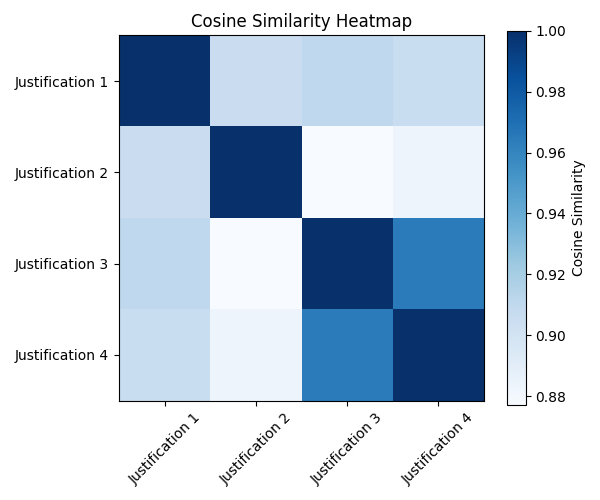 Cosine Similarity Heatmap
Justification 1
Justification 2
Justification 3
Justification 4
Justification 1
Justification 2
Justification 3
Justification 4
1.00
0.98
0.96
0.94
0.92
0.90
0.88
Cosine Similarity